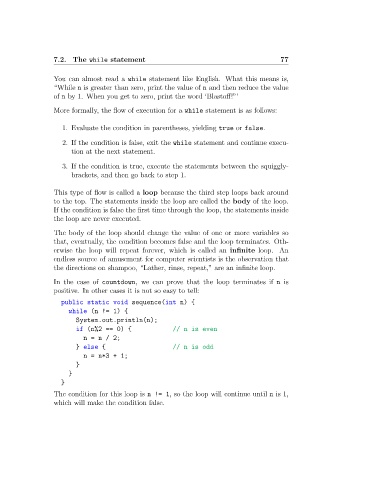 7.2. The while statement 77
You can almost read a while statement like English. What this means is,
"While n is greater than zero, print the value of n and then reduce the value
of n by 1. When you get to zero, print the word 'Blastoff!'"
More formally, the flow of execution for a while statement is as follows:
1. Evaluate the condition in parentheses, yielding true or false.
2. If the condition is false, exit the while statement and continue execu-
tion at the next statement.
3. If the condition is true, execute the statements between the squiggly-
brackets, and then go back to step 1.
This type of flow is called a loop because the third step loops back around
to the top. The statements inside the loop are called the body of the loop.
If the condition is false the first time through the loop, the statements inside
the loop are never executed.
The body of the loop should change the value of one or more variables so
that, eventually, the condition becomes false and the loop terminates. Oth-
erwise the loop will repeat forever, which is called an infinite loop. An
endless source of amusement for computer scientists is the observation that
the directions on shampoo, "Lather, rinse, repeat," are an infinite loop.
In the case of countdown, we can prove that the loop terminates if n is
positive. In other cases it is not so easy to tell:
public static void sequence(int n) {
while (n != 1) {
System.out.println(n);
if (n%2 == 0) { // n is even
n = n / 2;
} else { // n is odd
n = n*3 + 1;
}
}
}
The condition for this loop is n != 1, so the loop will continue until n is 1,
which will make the condition false.